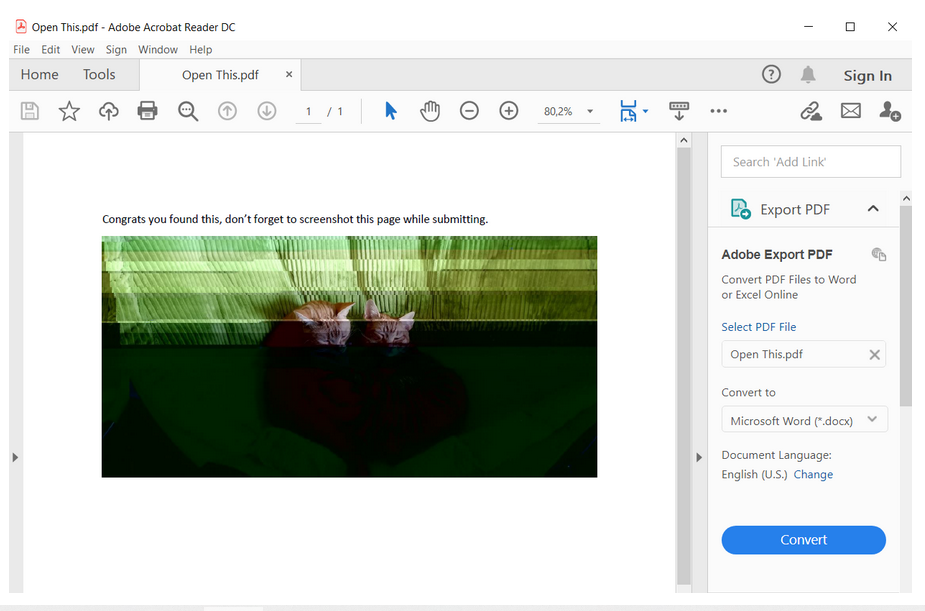 Open This.pdf - Adobe Acrobat Reader DC
File Edit View Sign Window Help
Home Tools Open This.pdf × ? Sign In
1 / 1 80,2%
Search 'Add Link'
Export PDF
Adobe Export PDF
Convert PDF Files to Word
or Excel Online
Select PDF File
Open This.pdf
Convert to
Microsoft Word (*.docx)
Document Language:
English (U.S.) Change
Convert
Congrats you found this, don't forget to screenshot this page while submitting.